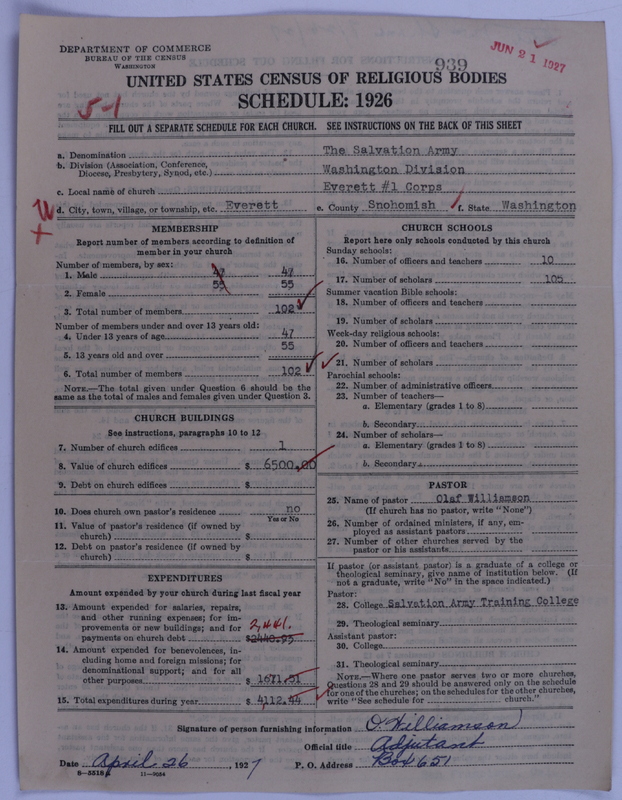 DEPARTMENT OF COMMERCE
BUREAU OF THE CENSUS
WASHINGTON
939
JUN 21 1927
UNITED STATES CENSUS OF RELIGIOUS BODIES
SCHEDULE: 1926
5-1
FILL OUT A SEPARATE SCHEDULE FOR EACH CHURCH. SEE INSTRUCTIONS ON THE BACK OF THIS SHEET
a. Denomination The Salvation Army
b. Division (Association, Conference, Diocese, Presbytery, Synod, etc.) Washington Division
c. Local name of church Everett #1 Corps
d. City, town, village, or township, etc. Everett e. County Snohomish f. State Washington
MEMBERSHIP
Report number of members according to definition of
member in your church
Number of members, by sex:
1. Male 47 47
2. Female 55 55
3. Total number of members 102
Number of members under and over 13 years old:
4. Under 13 years of age 47
5. 13 years old and over 55
6. Total number of members 102
NOTE.—The total given under Question 6 should be the
same as the total of males and females given under Question 3.
CHURCH BUILDINGS
See instructions, paragraphs 10 to 12
7. Number of church edifices 1
8. Value of church edifices $ 6500.00
9. Debt on church edifices $
10. Does church own pastor's residence no
Yes or No
11. Value of pastor's residence (if owned by
church) $
12. Debt on pastor's residence (if owned by
church) $
EXPENDITURES
Amount expended by your church during last fiscal year
13. Amount expended for salaries, repairs,
and other running expenses; for im-
provements or new buildings; and for 2,441.
payments on church debt $2440.93
14. Amount expended for benevolences, in-
cluding home and foreign missions; for
denominational support; and for all
other purposes $ 1671.51
15. Total expenditures during year $ 4112.44
CHURCH SCHOOLS
Report here only schools conducted by this church
Sunday schools:
16. Number of officers and teachers 10
17. Number of scholars 105
Summer vacation Bible schools:
18. Number of officers and teachers
19. Number of scholars
Week-day religious schools:
20. Number of officers and teachers
21. Number of scholars
Parochial schools:
22. Number of administrative officers
23. Number of teachers—
a. Elementary (grades 1 to 8)
b. Secondary
24. Number of scholars—
a. Elementary (grades 1 to 8)
b. Secondary
PASTOR
25. Name of pastor Olaf Williamson
(If church has no pastor, write "None")
26. Number of ordained ministers, if any, em-
ployed as assistant pastors
27. Number of other churches served by the
pastor or his assistants
If pastor (or assistant pastor) is a graduate of a college or
theological seminary, give name of institution below. (If
not a graduate, write "No" in the space indicated.)
Pastor:
28. College Salvation Army Training College
29. Theological seminary
Assistant pastor:
30. College
31. Theological seminary
NOTE.—Where one pastor serves two or more churches,
Questions 28 and 29 should be answered only on the schedule
for one of the churches; on the schedules for the other churches,
write "See schedule for church."
Signature of person furnishing information O. Williamson
Official title Adjutant
Date April 26, 1927 P. O. Address Box 651
8-5518 11-9034